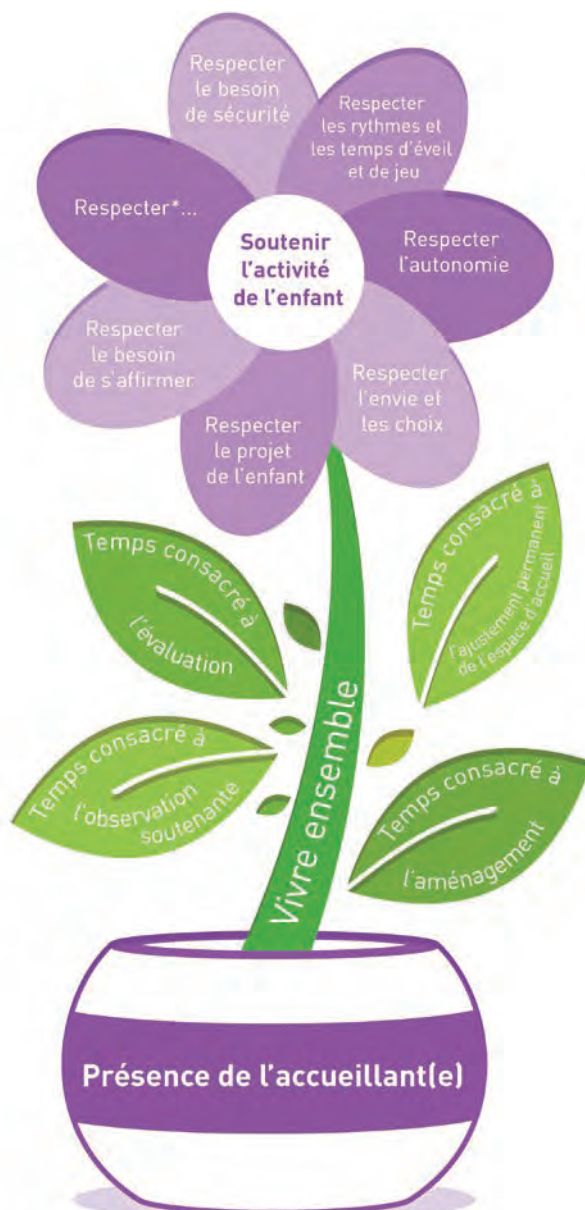 Respecter
le besoin
de sécurité
Respecter
les rythmes et
les temps d'éveil
et de jeu
Respecter*...
Soutenir
l'activité
de l'enfant
Respecter
l'autonomie
Respecter
le besoin
de s'affirmer
Respecter
l'envie et
les choix
Respecter
le projet
de l'enfant
Temps consacré à
l'évaluation
Temps consacré à
l'ajustement permanent
de l'espace d'accueil
Temps consacré à
l'observation
soutenante
Temps consacré à
l'aménagement
Vivre ensemble
Présence de l'accueillant(e)